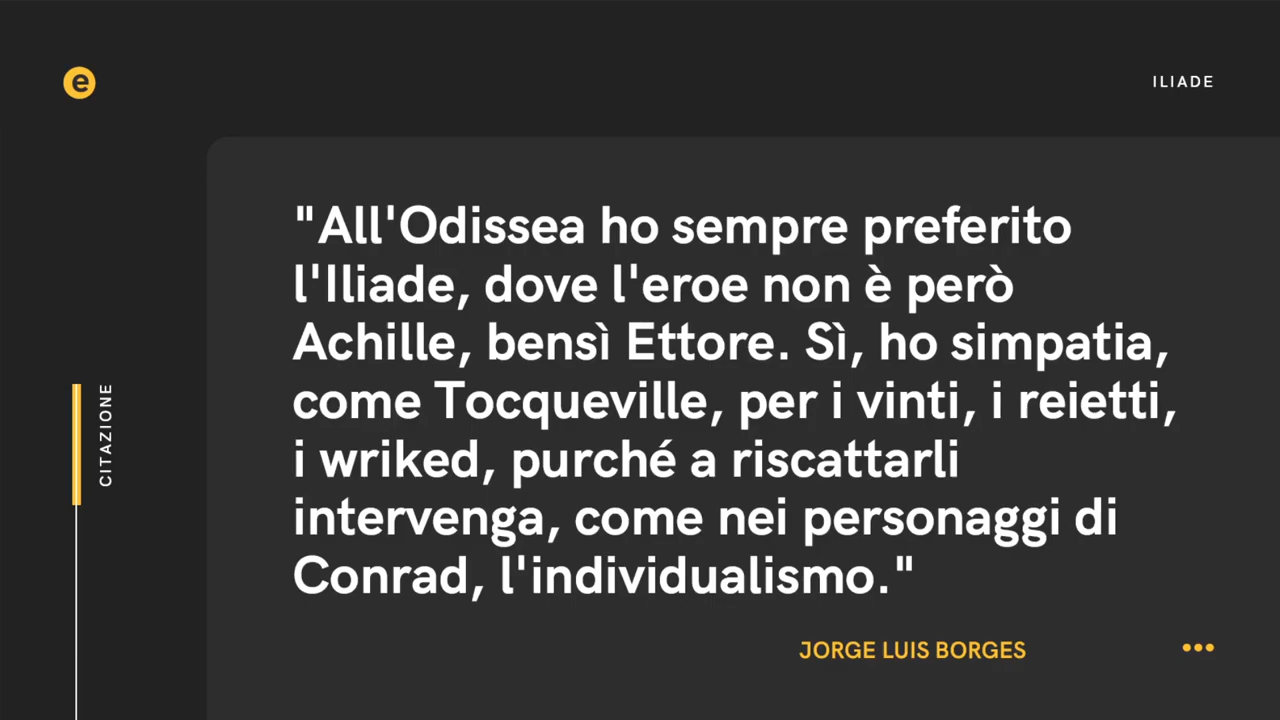 e
ILIADE
"All'Odissea ho sempre preferito
l'Iliade, dove l'eroe non è però
Achille, bensì Ettore. Sì, ho simpatia,
come Tocqueville, per i vinti, i reietti,
i wriked, purché a riscattarli
intervenga, come nei personaggi di
Conrad, l'individualismo."
CITAZIONE
JORGE LUIS BORGES